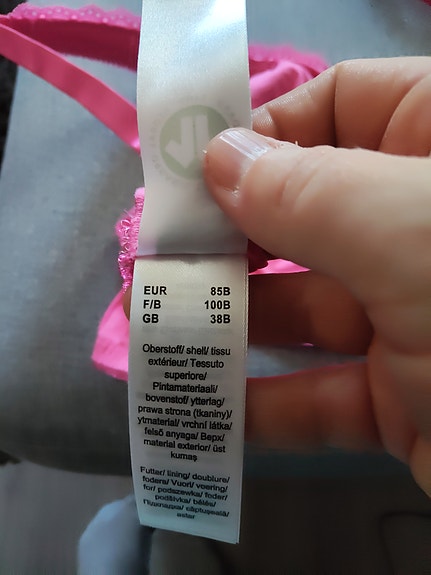 EUR 85B
F/B 100B
GB 38B
Oberstoff/ shell/ tissu
extérieur/ Tessuto
superiore/
Pintamateriaali/
bovenstof/ ytterlag/
prawa strona (tkaniny)/
ytmaterial/ vrchní látka/
felső anyaga/ Bepx/
material exterior/ üst
kumaş
Futter/ lining/ doublure/
fodera/ Vuori/ voering/
for/ podszewka/ foder/
podšívka/ bélés/
Подкладка/ căptușeală/
astar